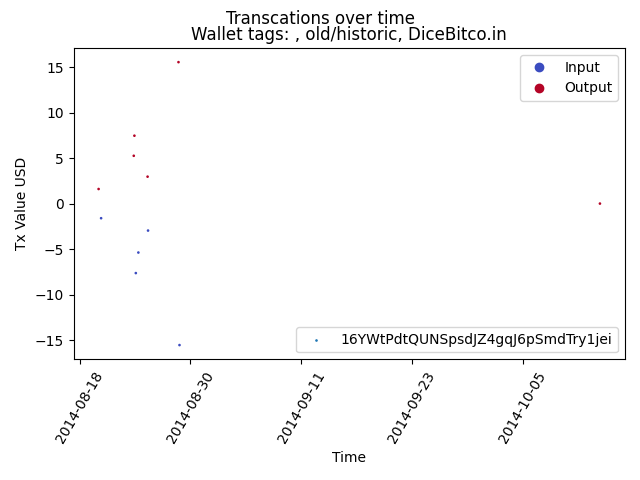 Transcations over time
Wallet tags: , old/historic, DiceBitco.in
Input
Output
15
10
5
0
−5
−10
−15
Tx Value USD
16YWtPdtQUNSpsdJZ4gqJ6pSmdTry1jei
2014-08-18
2014-08-30
2014-09-11
2014-09-23
2014-10-05
Time